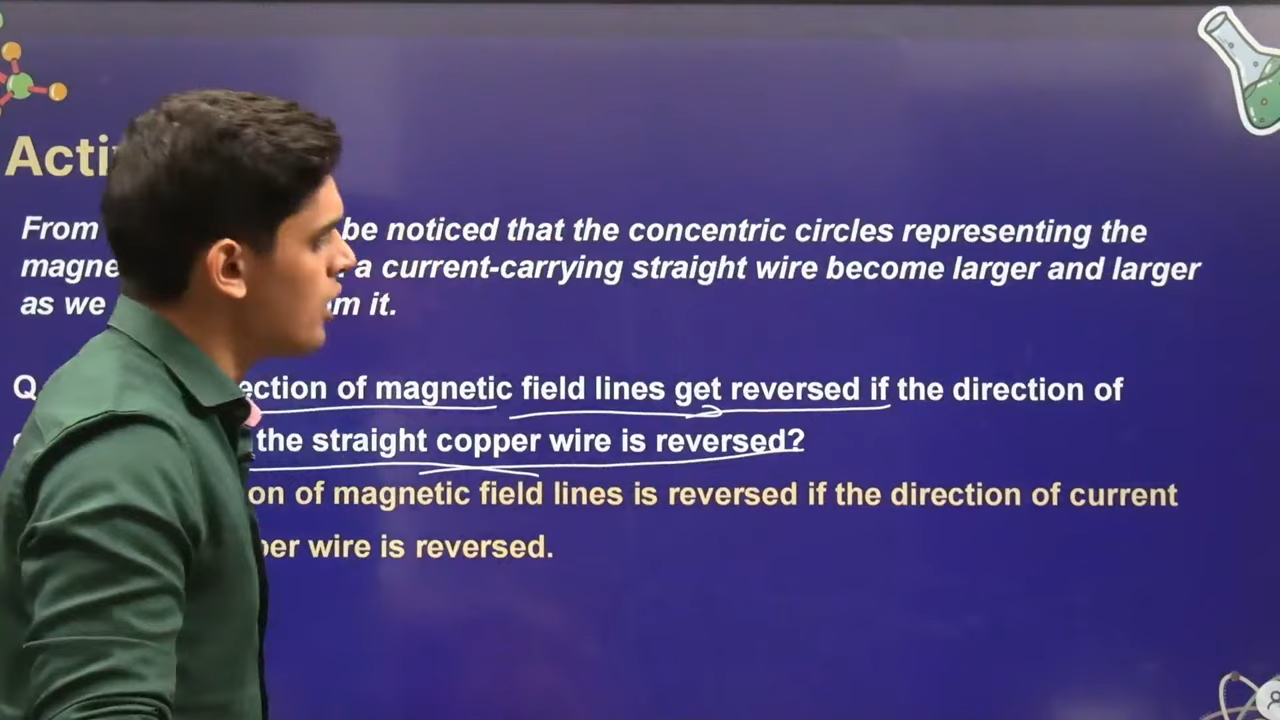 Acti
From be noticed that the concentric circles representing the
magne a current-carrying straight wire become larger and larger
as we m it.
Q ection of magnetic field lines get reversed if the direction of
the straight copper wire is reversed?
on of magnetic field lines is reversed if the direction of current
per wire is reversed.